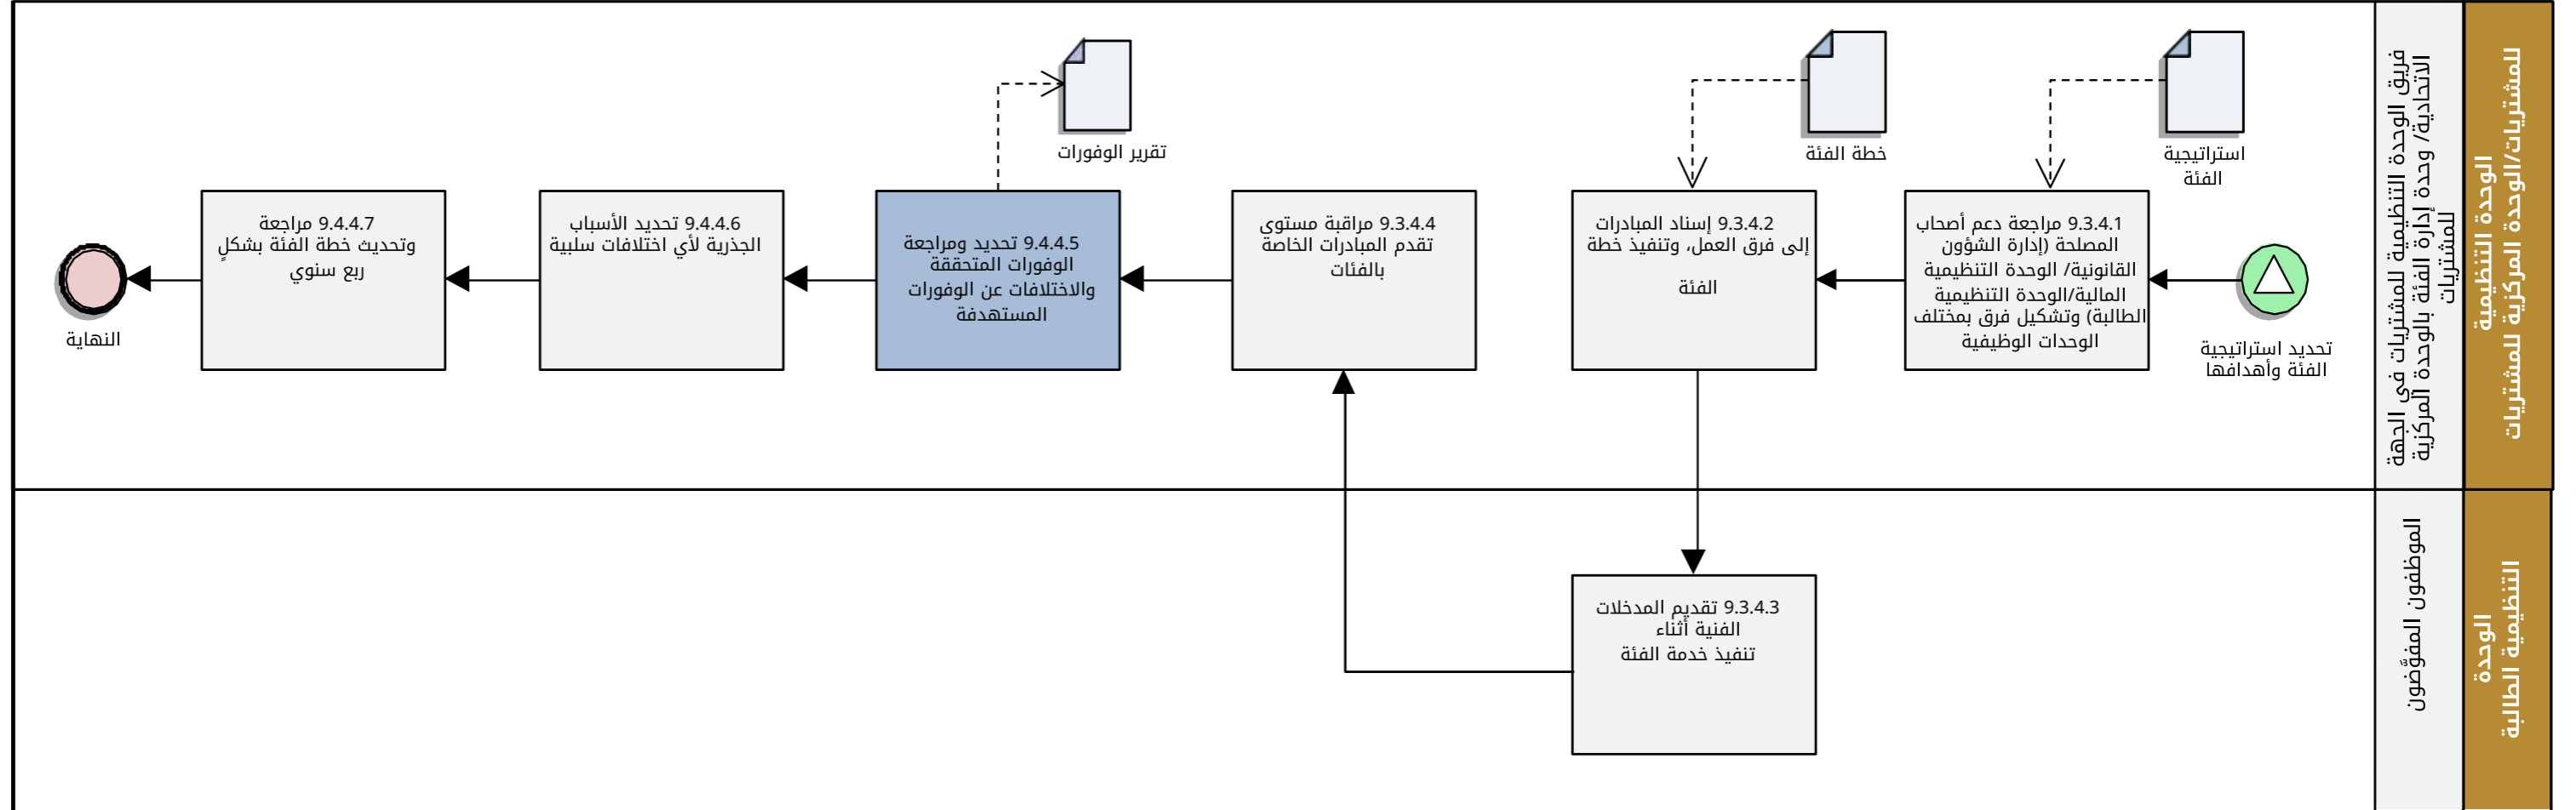 الوحدة التنظيمية
للمشتريات/الوحدة المركزية للمشتريات
فريق الوحدة التنظيمية للمشتريات في الجهة
الاتحادية/ وحدة إدارة الفئة بالوحدة المركزية
للمشتريات
استراتيجية
الفئة
خطة الفئة
تقرير الوفورات
تحديد استراتيجية
الفئة وأهدافها
9.3.4.1 مراجعة دعم أصحاب
المصلحة (إدارة الشؤون
القانونية/ الوحدة التنظيمية
المالية/الوحدة التنظيمية
الطالبة) وتشكيل فرق بمختلف
الوحدات الوظيفية
9.3.4.2 إسناد المبادرات
إلى فرق العمل، وتنفيذ خطة
الفئة
9.3.4.4 مراقبة مستوى
تقدم المبادرات الخاصة
بالفئات
9.4.4.5 تحديد ومراجعة
الوفورات المتحققة
والاختلافات عن الوفورات
المستهدفة
9.4.4.6 تحديد الأسباب
الجذرية لأي اختلافات سلبية
9.4.4.7 مراجعة
وتحديث خطة الفئة بشكلٍ
ربع سنوي
النهاية
الوحدة
التنظيمية الطالبة
الموظفون المفوّضون
9.3.4.3 تقديم المدخلات
الفنية أثناء
تنفيذ خدمة الفئة